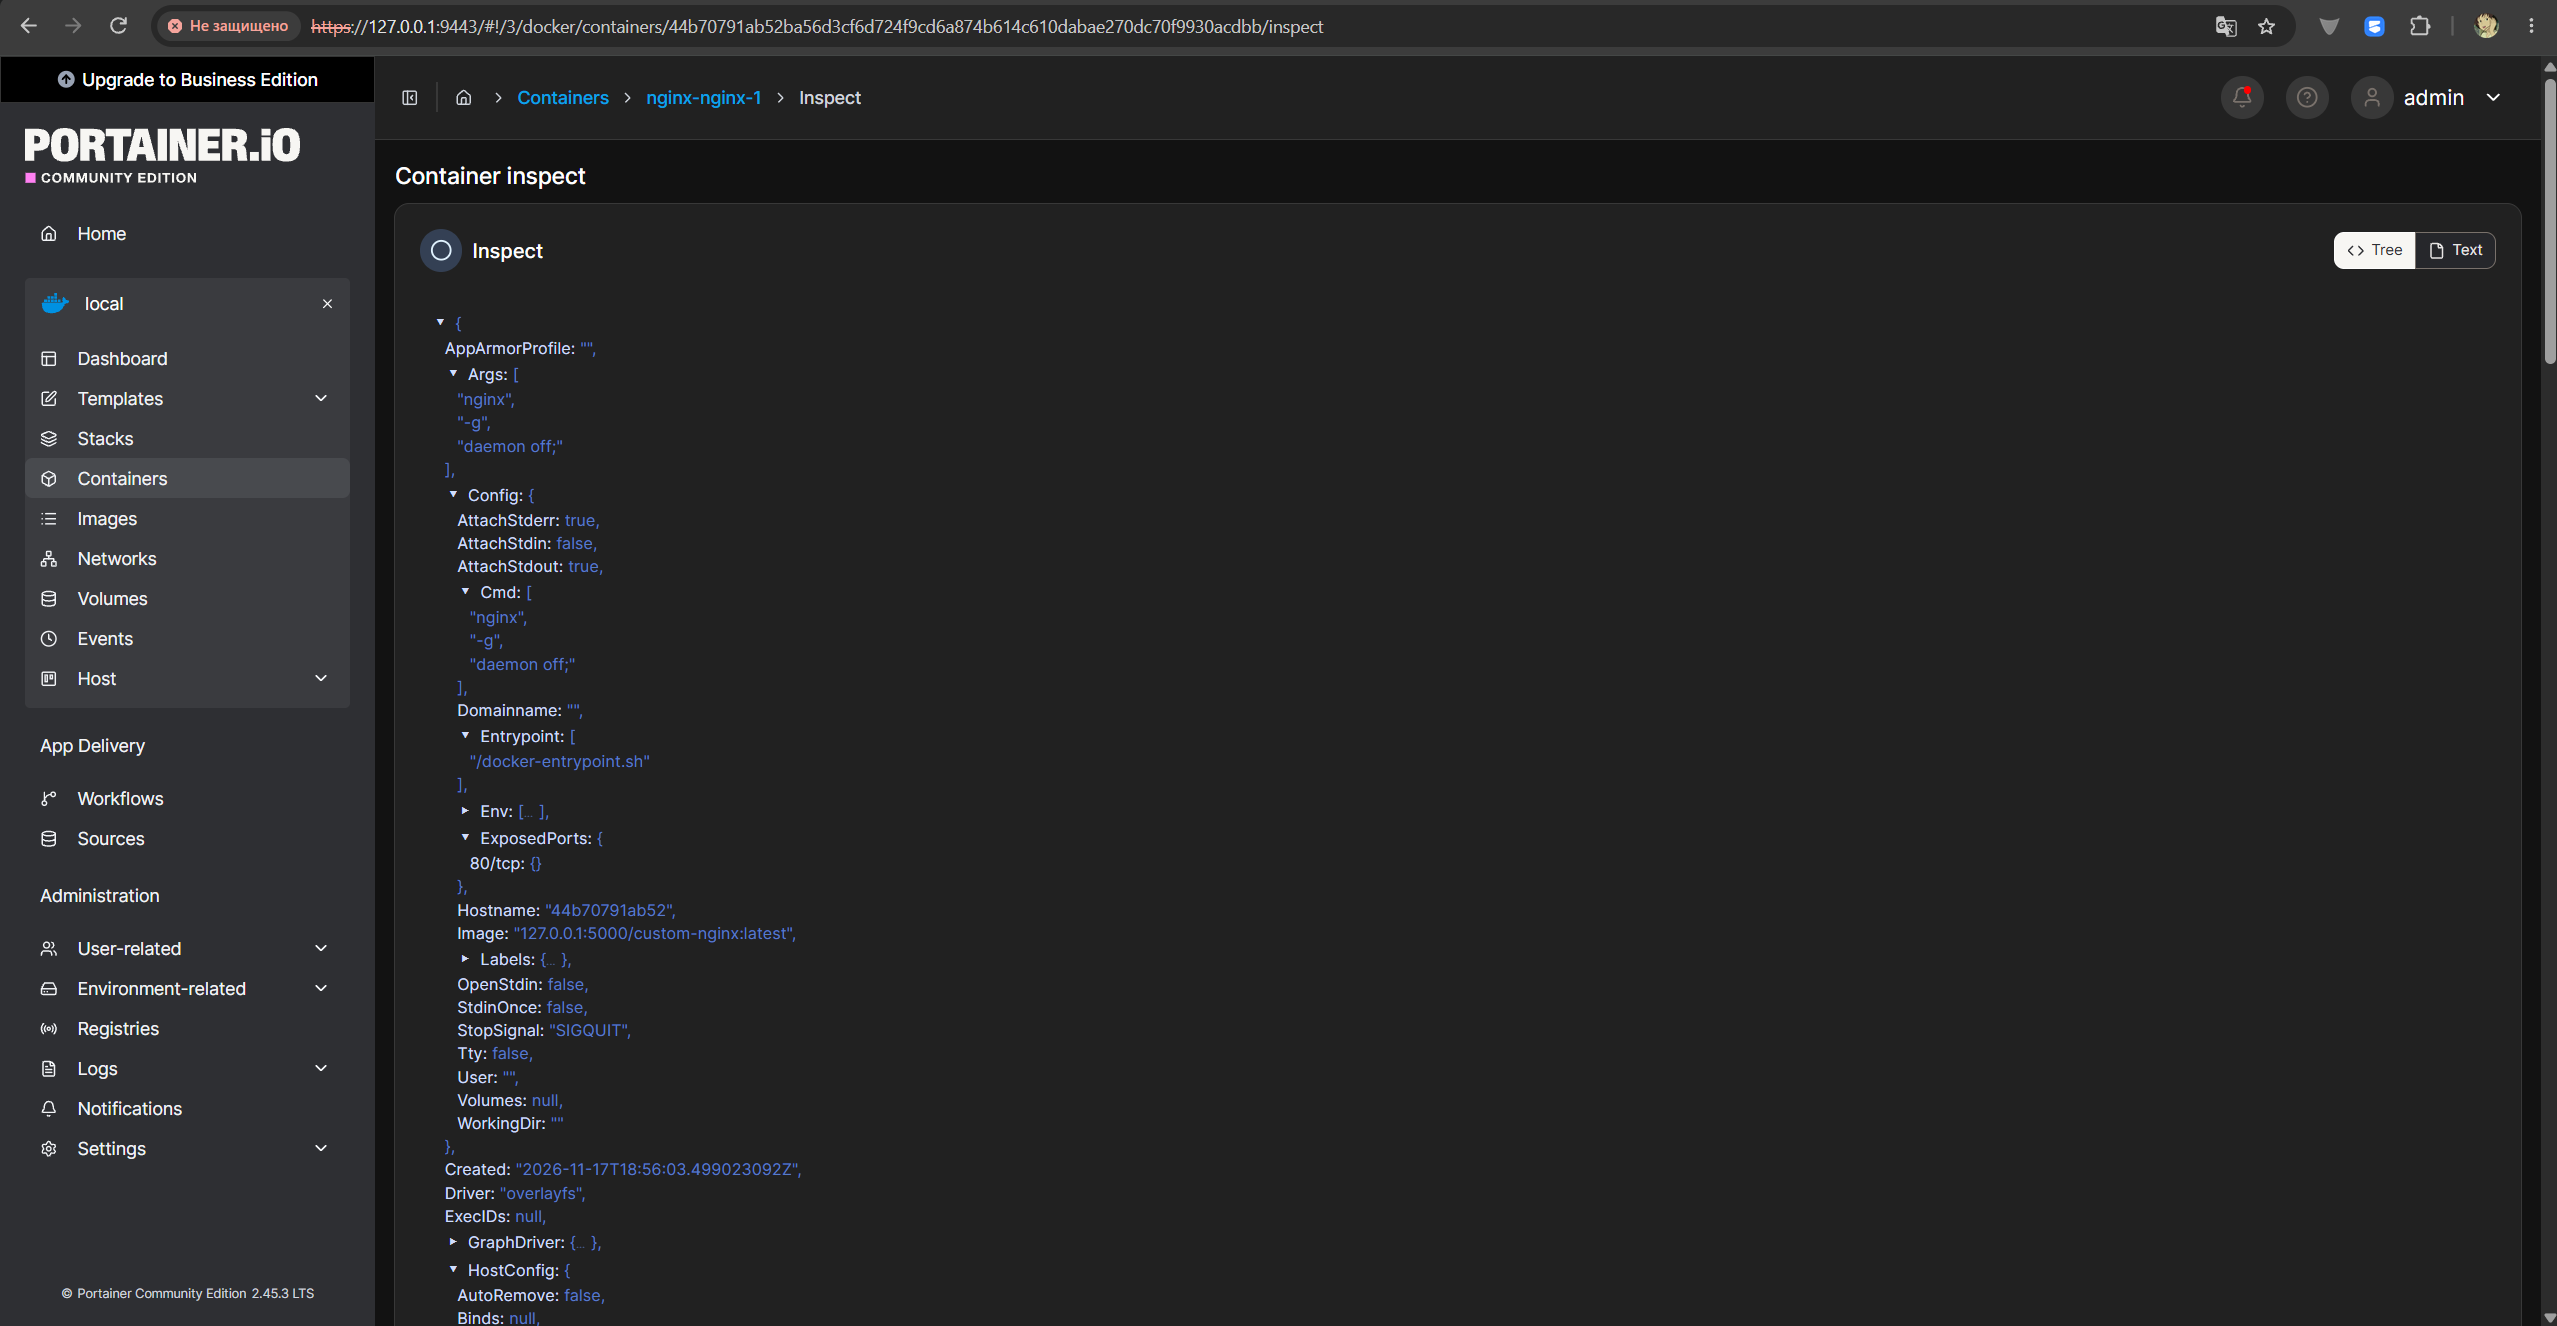 Не защищено
https://127.0.0.1:9443/#!/3/docker/containers/44b70791ab52ba56d3cf6d724f9cd6a874b614c610dabae270dc70f9930acdbb/inspect
Upgrade to Business Edition
PORTAINER.iO
COMMUNITY EDITION
Home
local
Dashboard
Templates
Stacks
Containers
Images
Networks
Volumes
Events
Host
App Delivery
Workflows
Sources
Administration
User-related
Environment-related
Registries
Logs
Notifications
Settings
© Portainer Community Edition 2.45.3 LTS
Containers > nginx-nginx-1 > Inspect
admin
Container inspect
Inspect
Tree
Text
{
AppArmorProfile: "",
Args: [
"nginx",
"-g",
"daemon off;"
],
Config: {
AttachStderr: true,
AttachStdin: false,
AttachStdout: true,
Cmd: [
"nginx",
"-g",
"daemon off;"
],
Domainname: "",
Entrypoint: [
"/docker-entrypoint.sh"
],
Env: [... ],
ExposedPorts: {
80/tcp: {}
},
Hostname: "44b70791ab52",
Image: "127.0.0.1:5000/custom-nginx:latest",
Labels: {... },
OpenStdin: false,
StdinOnce: false,
StopSignal: "SIGQUIT",
Tty: false,
User: "",
Volumes: null,
WorkingDir: ""
},
Created: "2026-11-17T18:56:03.499023092Z",
Driver: "overlayfs",
ExecIDs: null,
GraphDriver: {... },
HostConfig: {
AutoRemove: false,
Binds: null,